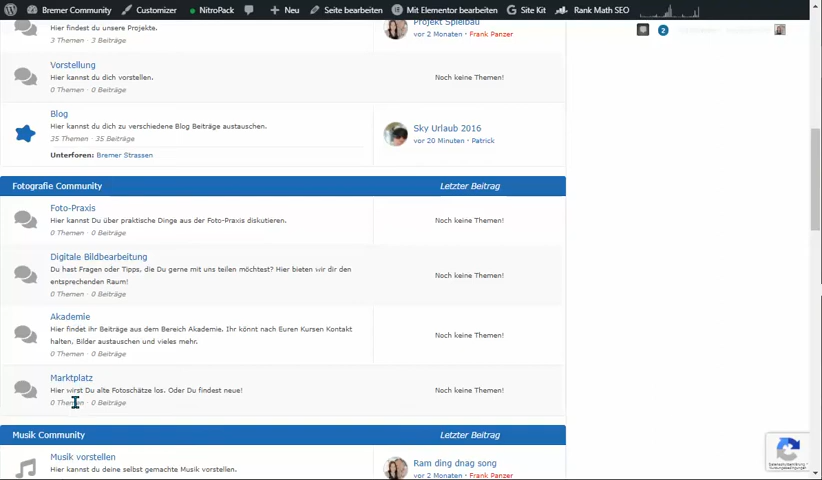 Bremer Community Customizer NitroPack Neu Seite bearbeiten Mit Elementor bearbeiten Site Kit Rank Math SEO
Hier findest du unsere Projekte.
3 Themen · 3 Beiträge
Projekt Spielbau
vor 2 Monaten · Frank Panzer
2
Vorstellung
Hier kannst du dich vorstellen.
0 Themen · 0 Beiträge
Noch keine Themen!
Blog
Hier kannst du dich zu verschiedene Blog Beiträge austauschen.
35 Themen · 35 Beiträge
Unterforen: Bremer Strassen
Sky Urlaub 2016
vor 20 Minuten · Patrick
Fotografie Community Letzter Beitrag
Foto-Praxis
Hier kannst Du über praktische Dinge aus der Foto-Praxis diskutieren.
0 Themen · 0 Beiträge
Noch keine Themen!
Digitale Bildbearbeitung
Du hast Fragen oder Tipps, die Du gerne mit uns teilen möchtest? Hier bieten wir dir den
entsprechenden Raum!
0 Themen · 0 Beiträge
Noch keine Themen!
Akademie
Hier findet ihr Beiträge aus dem Bereich Akademie. Ihr könnt nach Euren Kursen Kontakt
halten, Bilder austauschen und vieles mehr.
0 Themen · 0 Beiträge
Noch keine Themen!
Marktplatz
Hier wirst Du alte Fotoschätze los. Oder Du findest neue!
0 Themen · 0 Beiträge
Noch keine Themen!
Musik Community Letzter Beitrag
Musik vorstellen
Hier kannst du deine selbst gemachte Musik vorstellen.
Ram ding dnag song
vor 2 Monaten · Frank Panzer